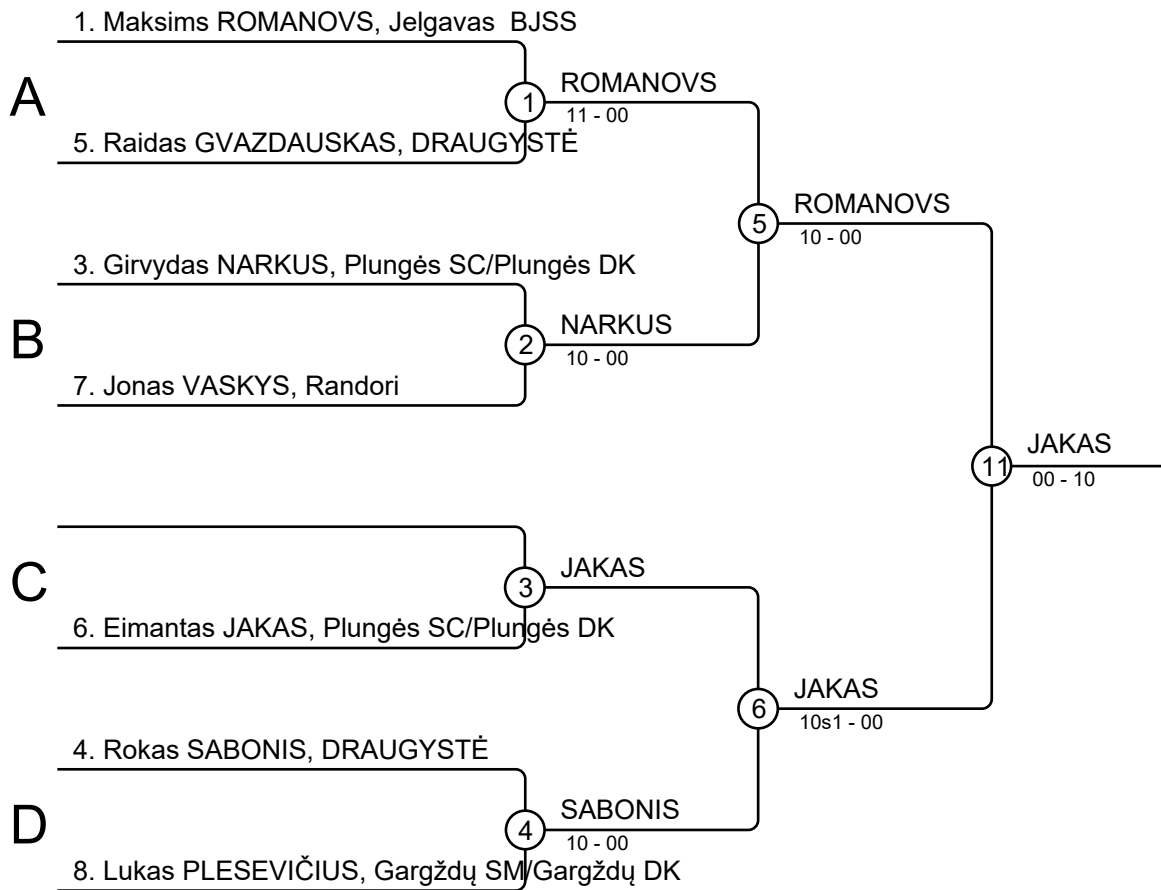 1. Maksims ROMANOVS, Jelgavas  BJSS
A
1
ROMANOVS
11 - 00
5. Raidas GVAZDAUSKAS, DRAUGYSTĖ
5
ROMANOVS
10 - 00
3. Girvydas NARKUS, Plungės SC/Plungės DK
B
2
NARKUS
10 - 00
7. Jonas VASKYS, Randori
11
JAKAS
00 - 10
C
3
JAKAS
6. Eimantas JAKAS, Plungės SC/Plungės DK
6
JAKAS
10s1 - 00
4. Rokas SABONIS, DRAUGYSTĖ
D
4
SABONIS
10 - 00
8. Lukas PLESEVIČIUS, Gargždų SM/Gargždų DK